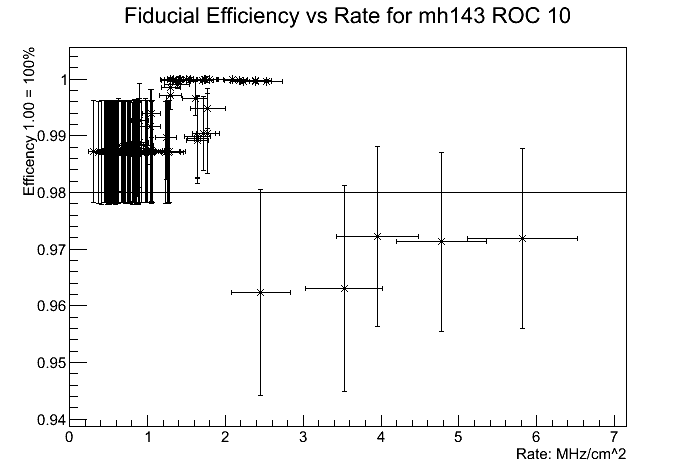 Fiducial Efficiency vs Rate for mh143 ROC 10
Efficency 1.00 = 100%
1
0.99
0.98
0.97
0.96
0.95
0.94
0 1 2 3 4 5 6 7
Rate: MHz/cm^2